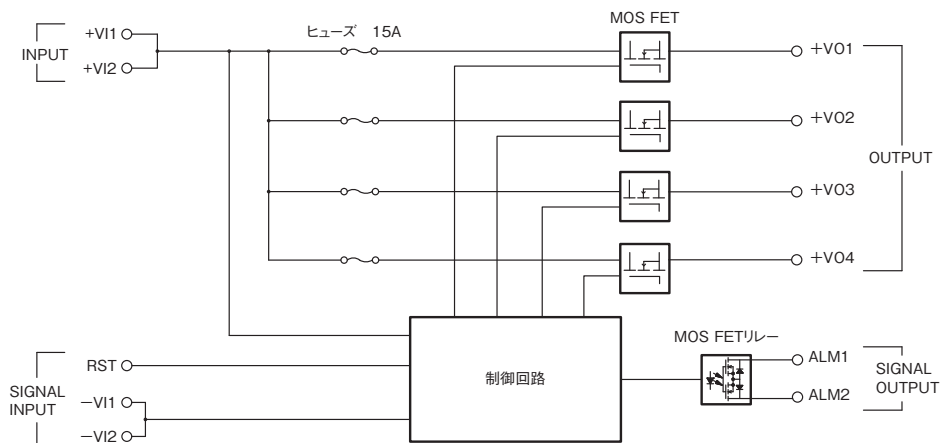 MOS FET
INPUT
+VI1
+VI2
ヒューズ 15A
+VO1
+VO2
+VO3
+VO4
OUTPUT
SIGNAL
INPUT
RST
−VI1
−VI2
制御回路
MOS FETリレー
ALM1
ALM2
SIGNAL
OUTPUT